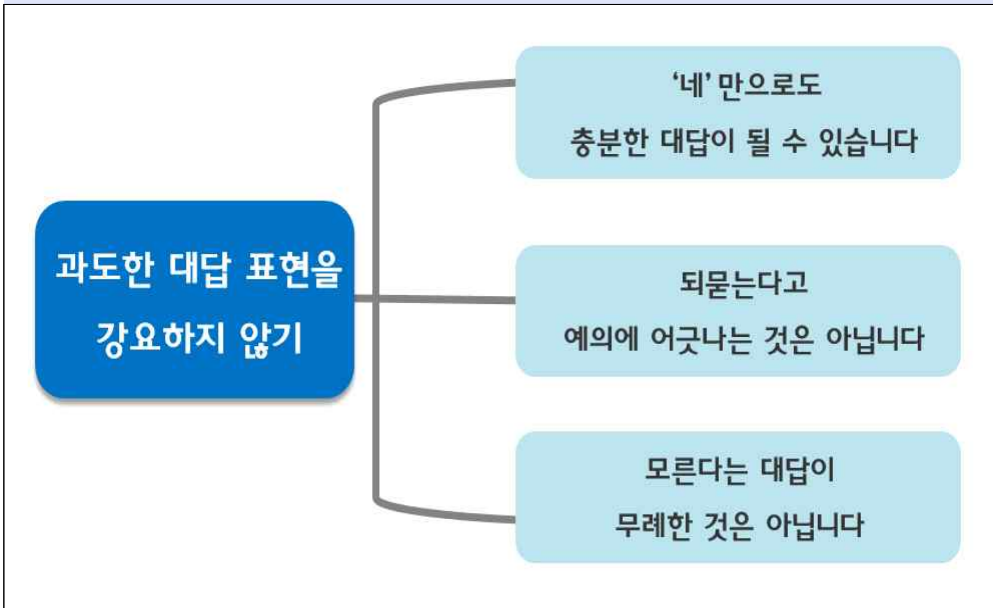 과도한 대답 표현을
강요하지 않기
‘네’ 만으로도
충분한 대답이 될 수 있습니다
되묻는다고
예의에 어긋나는 것은 아닙니다
모른다는 대답이
무례한 것은 아닙니다